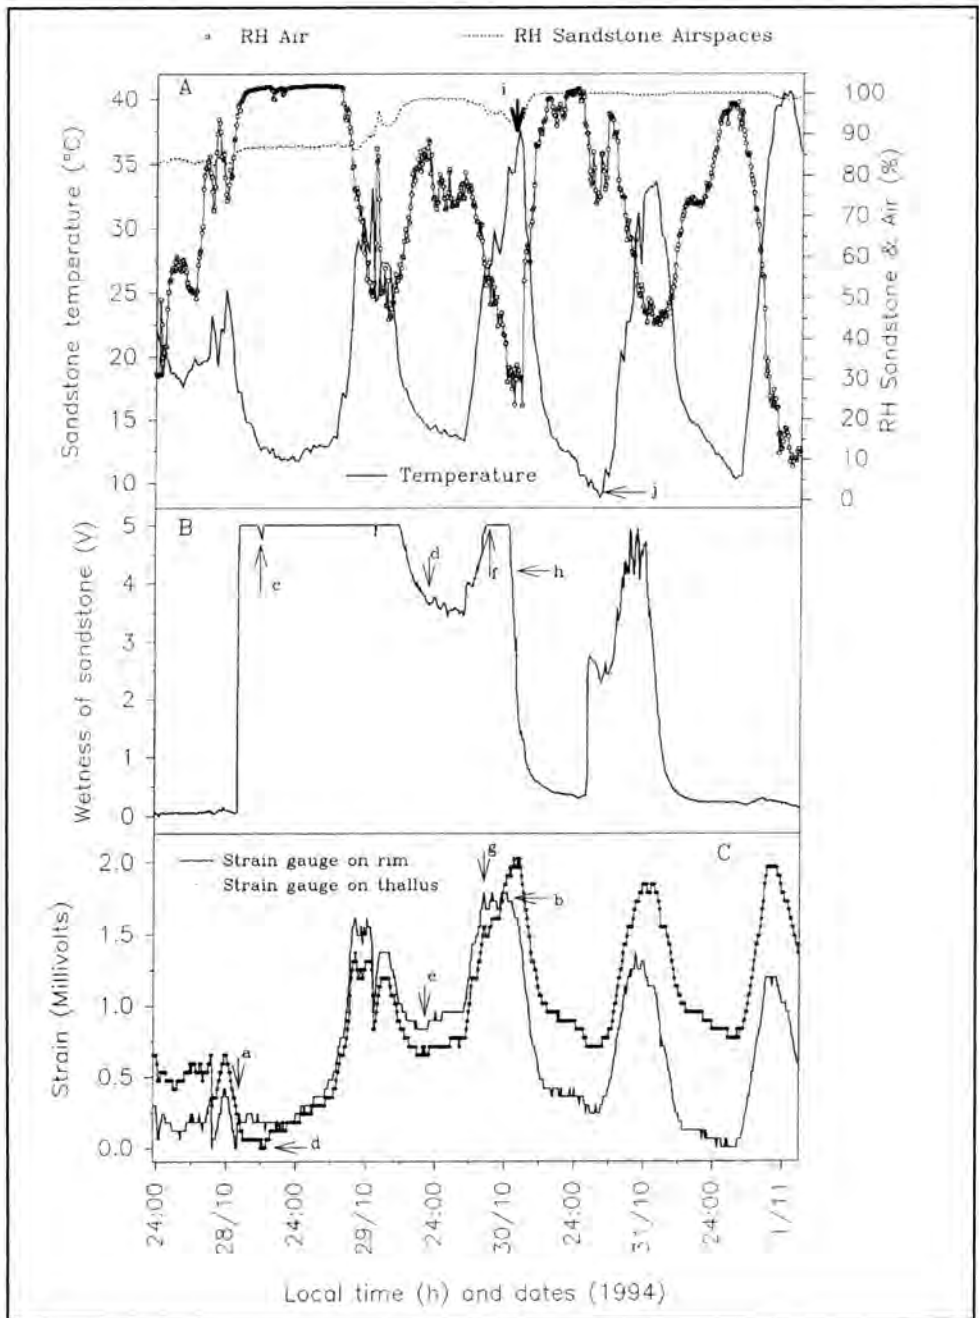 RH Air
RH Sandstone Airspaces
A
i
Sandstone temperature (°C)
40
35
30
25
20
15
10
RH Sandstone & Air (%)
100
90
80
70
60
50
40
30
20
10
0
Temperature
j
B
Wetness of sandstone (V)
5
4
3
2
1
0
c
d
f
h
C
Strain gauge on rim
Strain gauge on thallus
Strain (Millivolts)
2.0
1.5
1.0
0.5
0.0
g
b
e
a
d
24:00
28/10
24:00
29/10
24:00
30/10
24:00
31/10
24:00
1/11
Local time (h) and dates (1994)